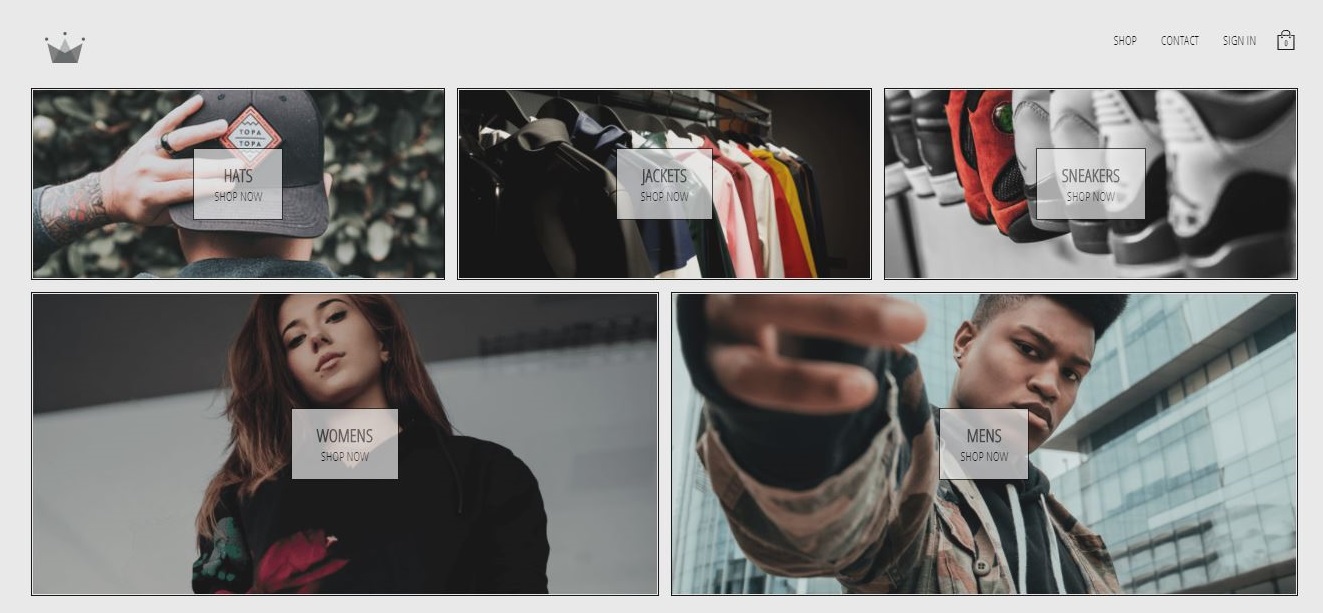 SHOP
CONTACT
SIGN IN
0
TOPA
TOPA
HATS
SHOP NOW
JACKETS
SHOP NOW
SNEAKERS
SHOP NOW
WOMENS
SHOP NOW
MENS
SHOP NOW